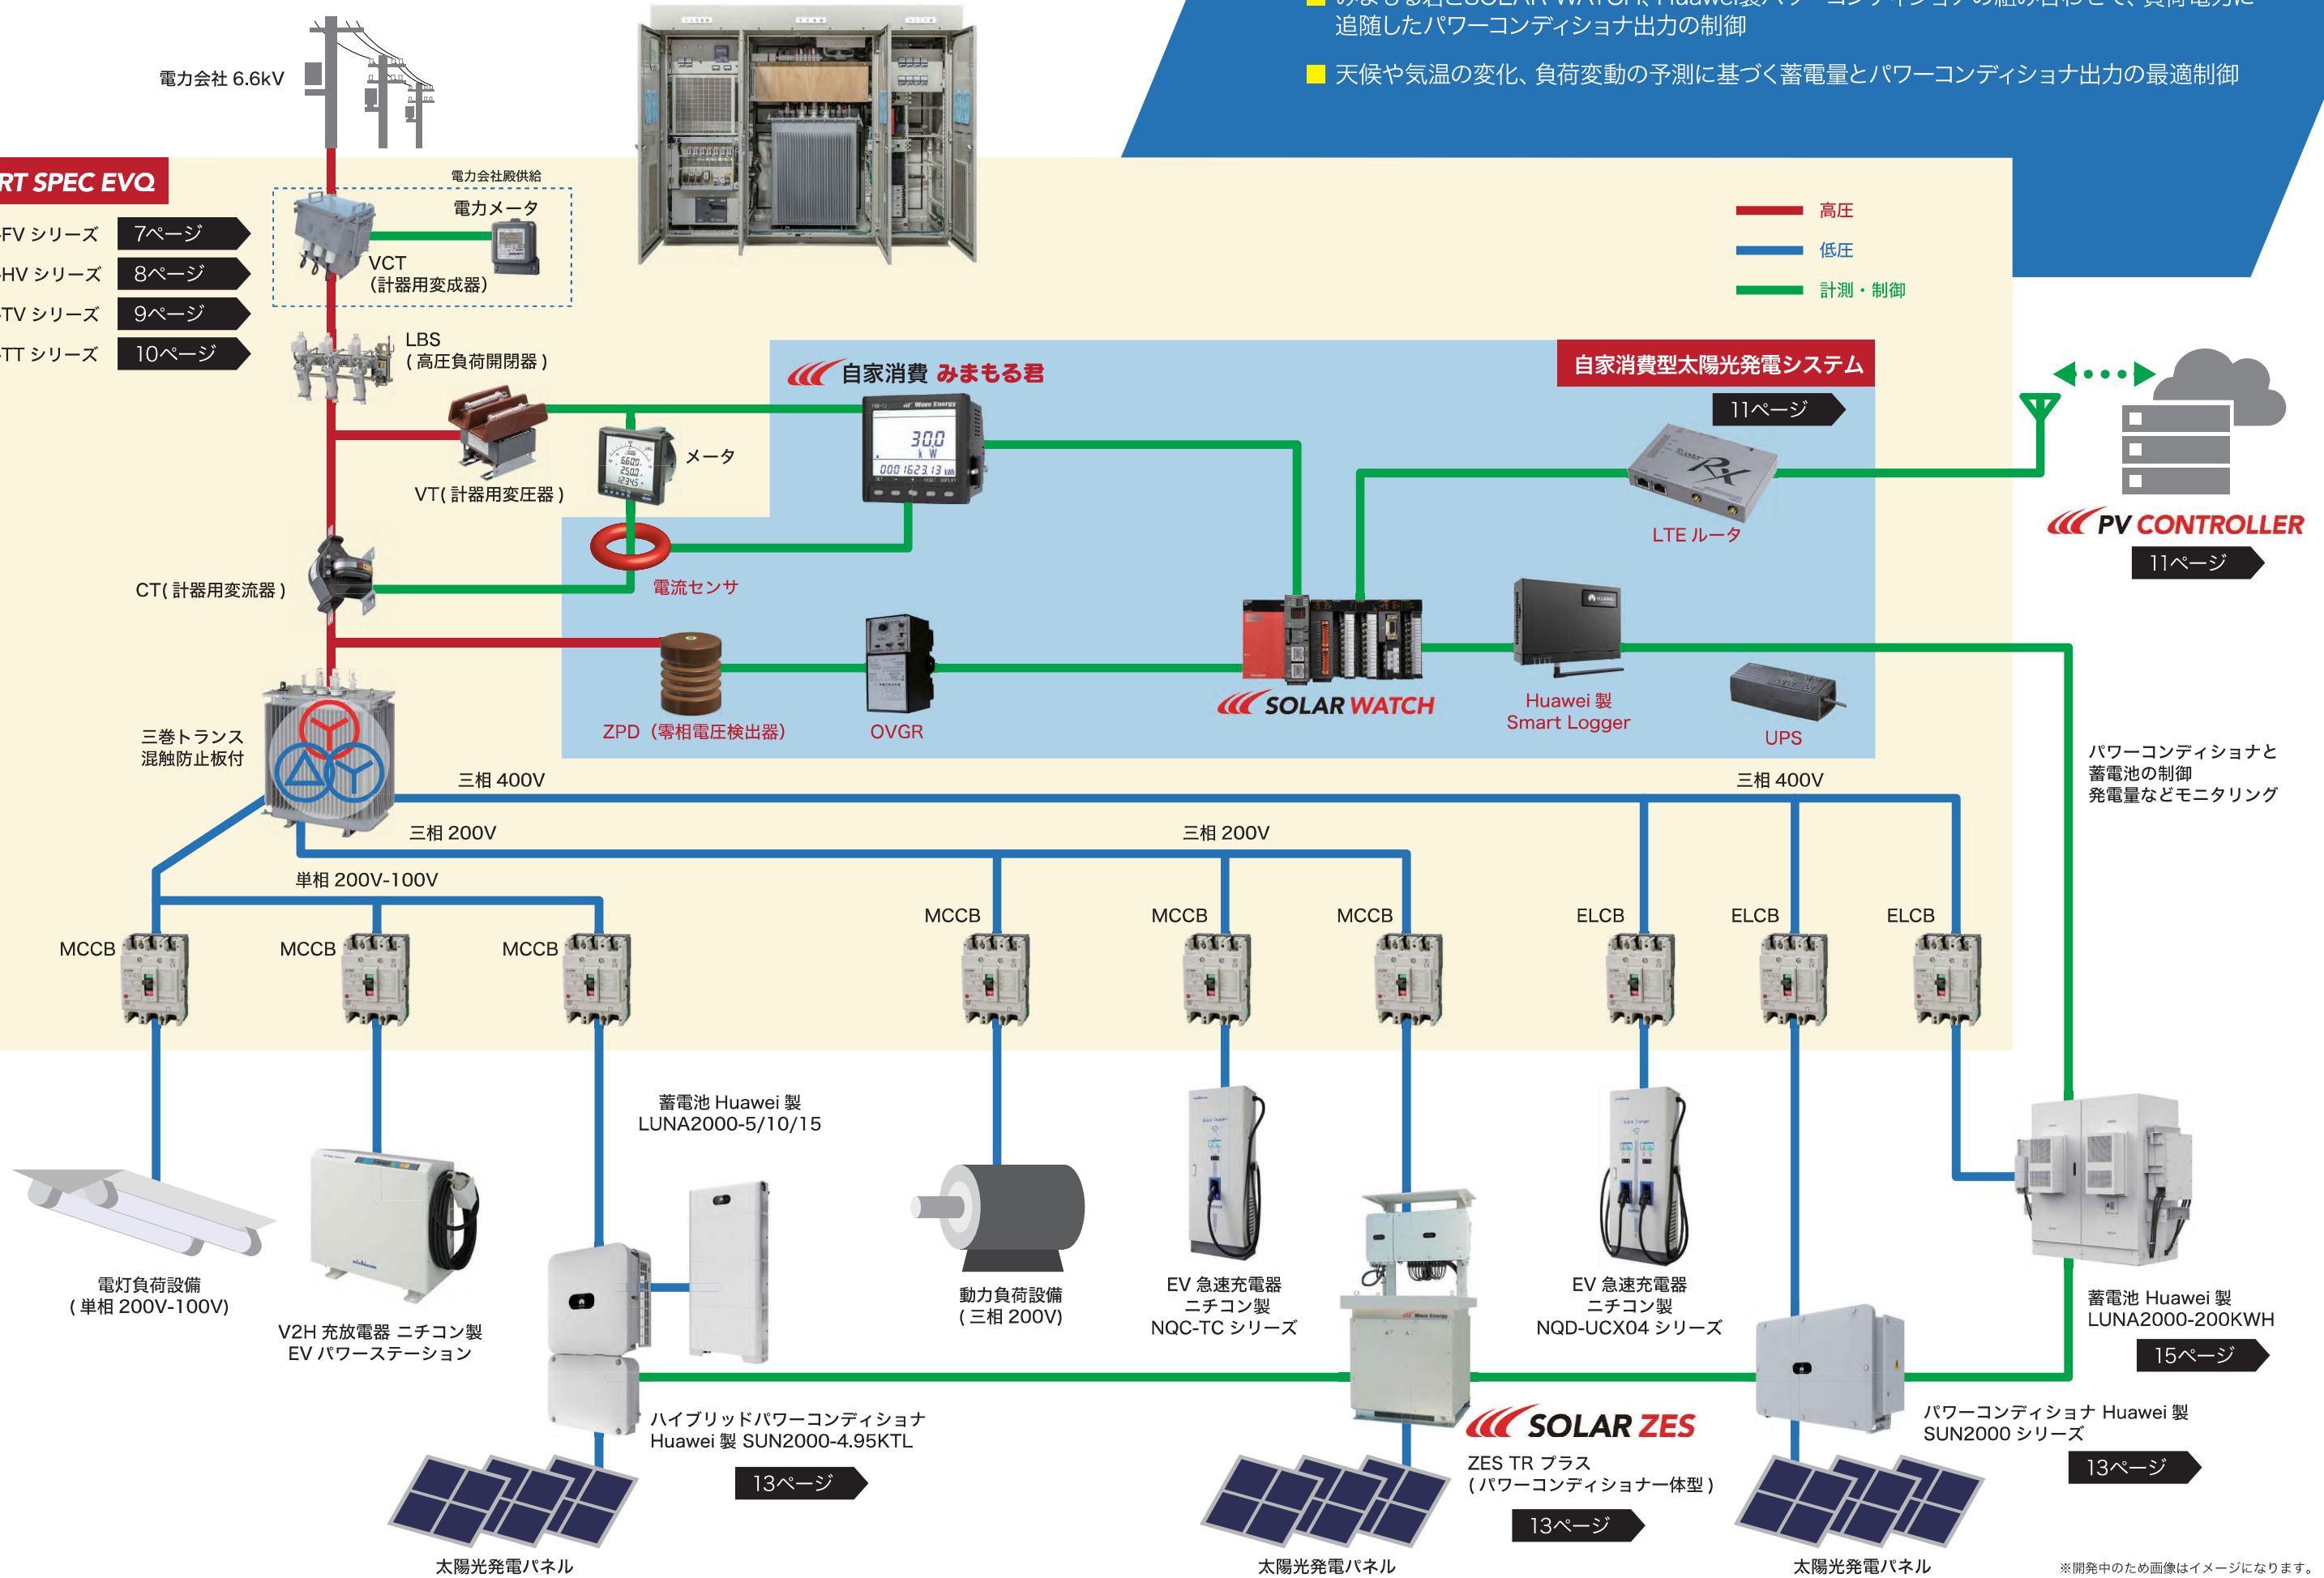 追随したパワーコンディショナ出力の制御
天候や気温の変化、負荷変動の予測に基づく蓄電量とパワーコンディショナ出力の最適制御
電力会社 6.6kV
RT SPEC EVQ
FV シリーズ
7ページ
HV シリーズ
8ページ
TV シリーズ
9ページ
TT シリーズ
10ページ
電力会社殿供給
電力メータ
VCT
(計器用変成器)
高圧
低圧
計測・制御
LBS
(高圧負荷開閉器)
VT(計器用変圧器)
メータ
CT(計器用変流器)
自家消費 みまもる君
Wave Energy
30.0
k W
0001623.13 kWh
自家消費型太陽光発電システム
11ページ
RX
LTE ルータ
PV CONTROLLER
11ページ
電流センサ
ZPD(零相電圧検出器)
OVGR
SOLAR WATCH
HUAWEI
Huawei 製
Smart Logger
UPS
三巻トランス
混触防止板付
パワーコンディショナと
蓄電池の制御
発電量などモニタリング
三相 400V
三相 400V
三相 200V
三相 200V
単相 200V-100V
MCCB
MCCB
MCCB
MCCB
MCCB
MCCB
ELCB
ELCB
ELCB
電灯負荷設備
(単相 200V-100V)
nichicon
V2H 充放電器 ニチコン製
EV パワーステーション
蓄電池 Huawei 製
LUNA2000-5/10/15
ハイブリッドパワーコンディショナ
Huawei 製 SUN2000-4.95KTL
13ページ
動力負荷設備
(三相 200V)
EV 急速充電器
ニチコン製
NQC-TC シリーズ
Wave Energy
SOLAR ZES
ZES TR プラス
(パワーコンディショナ一体型)
13ページ
EV 急速充電器
ニチコン製
NQD-UCX04 シリーズ
蓄電池 Huawei 製
LUNA2000-200KWH
15ページ
パワーコンディショナ Huawei 製
SUN2000 シリーズ
13ページ
太陽光発電パネル
太陽光発電パネル
太陽光発電パネル
※開発中のため画像はイメージになります。